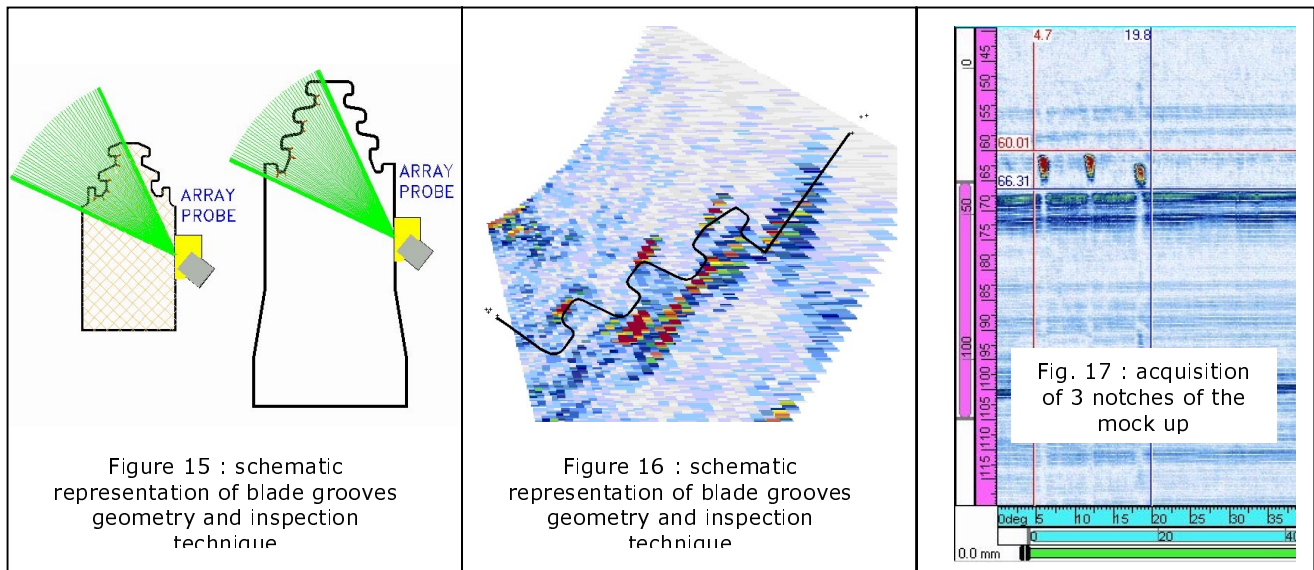 ARRAY
PROBE
ARRAY
PROBE
Figure 15 : schematic
representation of blade grooves
geometry and inspection
technique
Figure 16 : schematic
representation of blade grooves
geometry and inspection
technique
4.7
19.8
60.01
66.31
0
50
100
45
50
55
60
65
70
75
80
85
90
95
100
105
110
115
Fig. 17 : acquisition
of 3 notches of the
mock up
0deg 5 10 15 20 25 30 35
0 20 40
0.0 mm